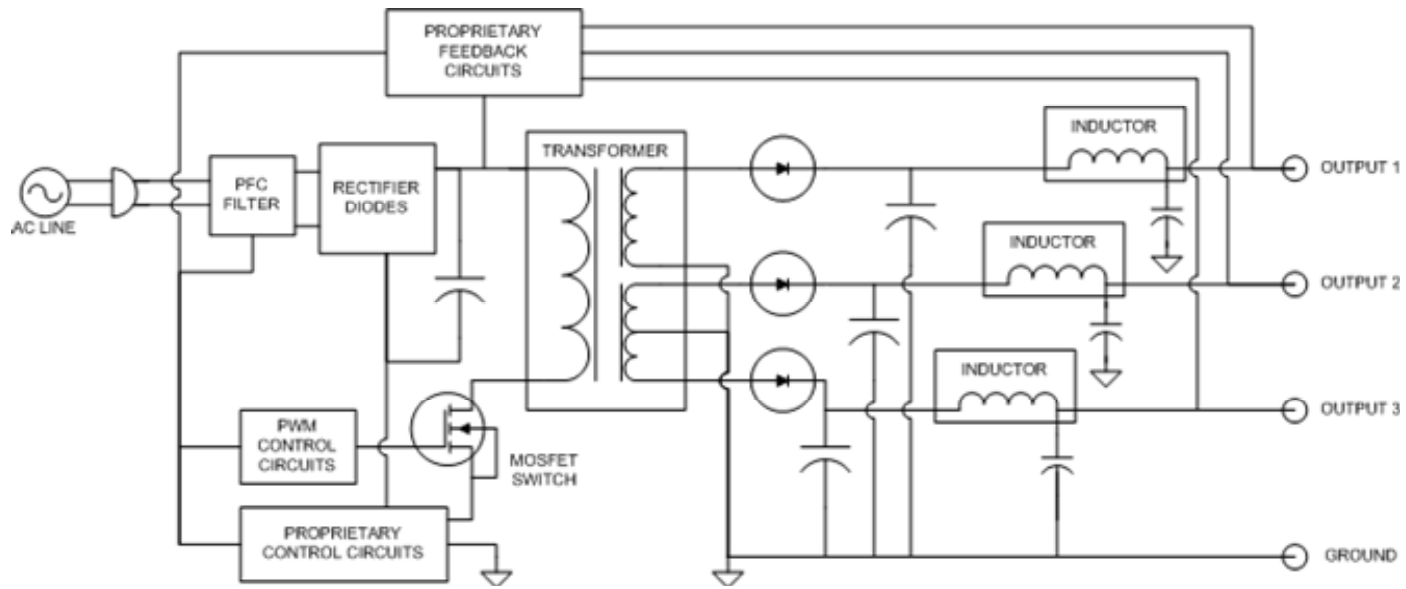 PROPRIETARY
FEEDBACK
CIRCUITS
INDUCTOR
TRANSFORMER
OUTPUT 1
PFC
FILTER
RECTIFIER
DIODES
AC LINE
INDUCTOR
OUTPUT 2
INDUCTOR
OUTPUT 3
PWM
CONTROL
CIRCUITS
MOSFET
SWITCH
PROPRIETARY
CONTROL CIRCUITS
GROUND